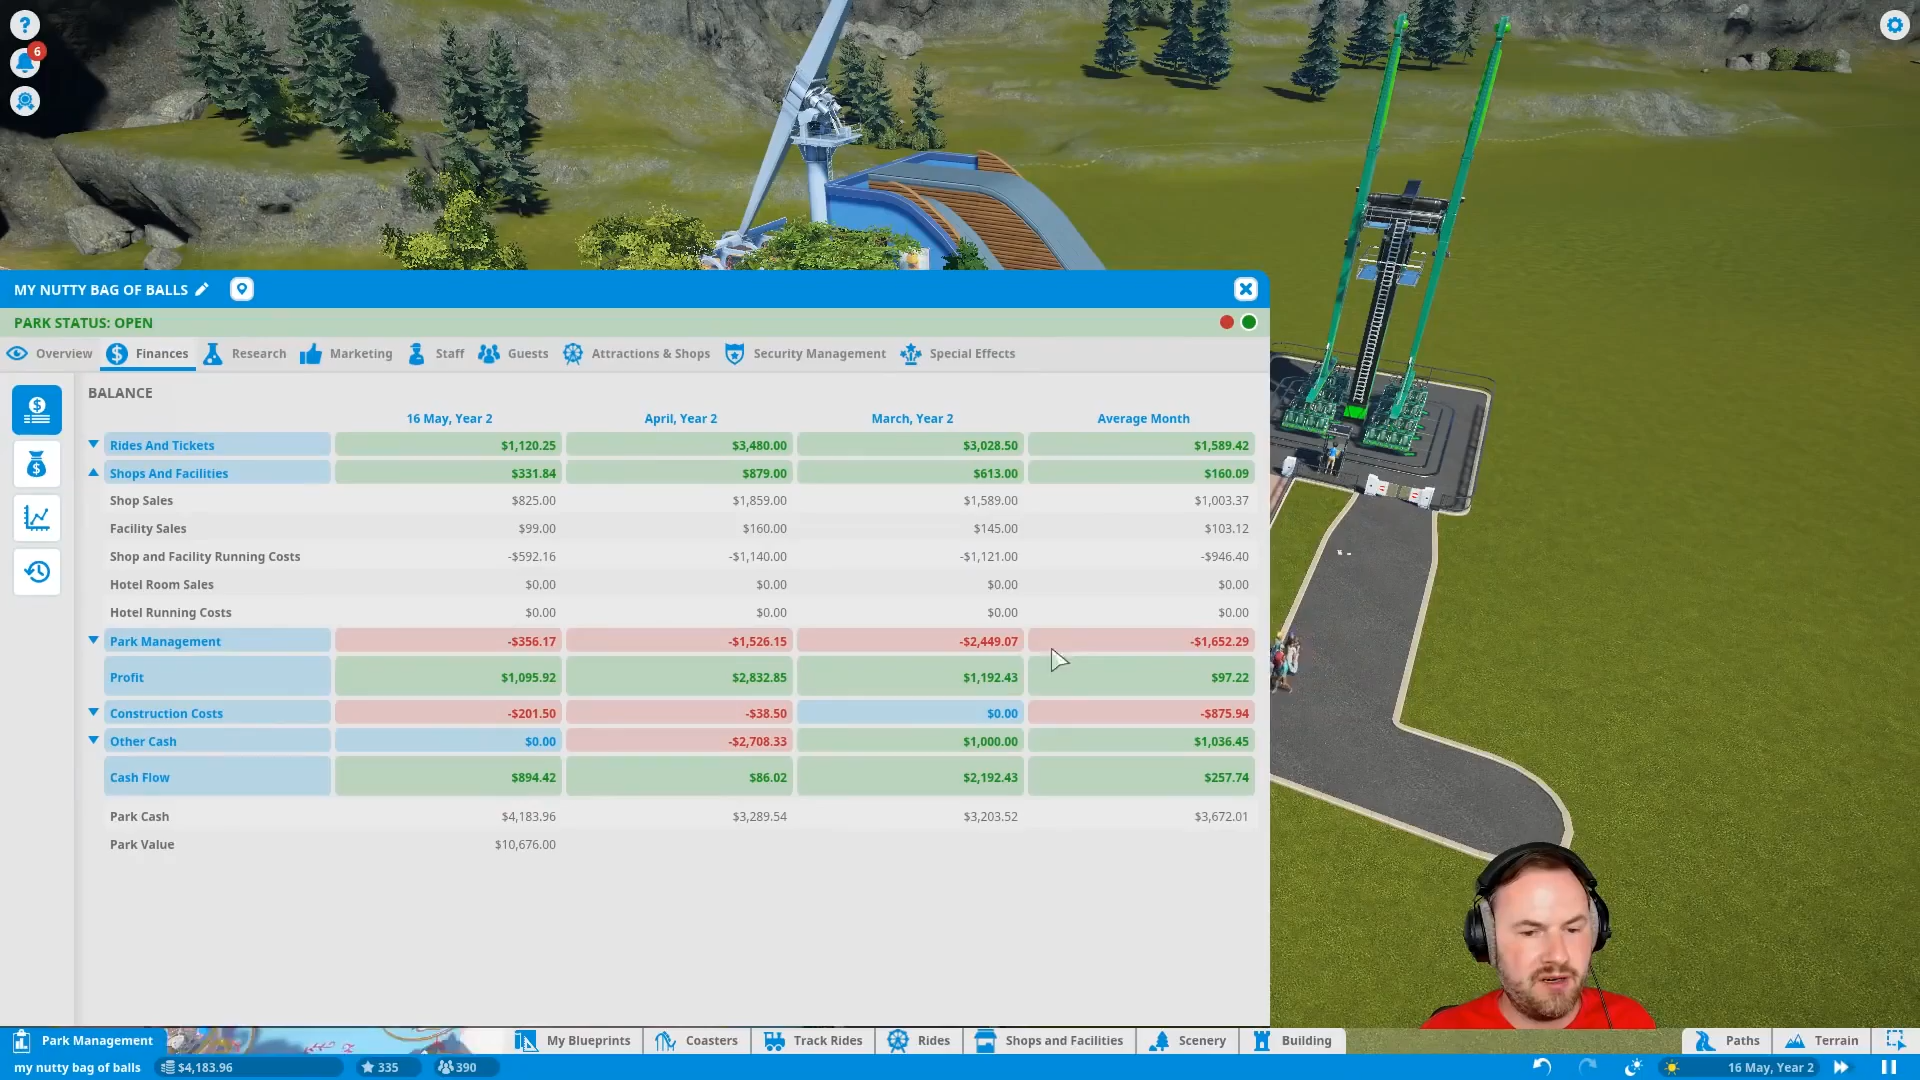 6
MY NUTTY BAG OF BALLS
PARK STATUS: OPEN
Overview Finances Research Marketing Staff Guests Attractions & Shops Security Management Special Effects
BALANCE
16 May, Year 2 April, Year 2 March, Year 2 Average Month
Rides And Tickets $1,120.25 $3,480.00 $3,028.50 $1,589.42
Shops And Facilities $331.84 $879.00 $613.00 $160.09
Shop Sales $825.00 $1,859.00 $1,589.00 $1,003.37
Facility Sales $99.00 $160.00 $145.00 $103.12
Shop and Facility Running Costs -$592.16 -$1,140.00 -$1,121.00 -$946.40
Hotel Room Sales $0.00 $0.00 $0.00 $0.00
Hotel Running Costs $0.00 $0.00 $0.00 $0.00
Park Management -$356.17 -$1,526.15 -$2,449.07 -$1,652.29
Profit $1,095.92 $2,832.85 $1,192.43 $97.22
Construction Costs -$201.50 -$38.50 $0.00 -$875.94
Other Cash $0.00 -$2,708.33 $1,000.00 $1,036.45
Cash Flow $894.42 $86.02 $2,192.43 $257.74
Park Cash $4,183.96 $3,289.54 $3,203.52 $3,672.01
Park Value $10,676.00
Park Management My Blueprints Coasters Track Rides Rides Shops and Facilities Scenery Building Paths Terrain
my nutty bag of balls $4,183.96 335 390 16 May, Year 2